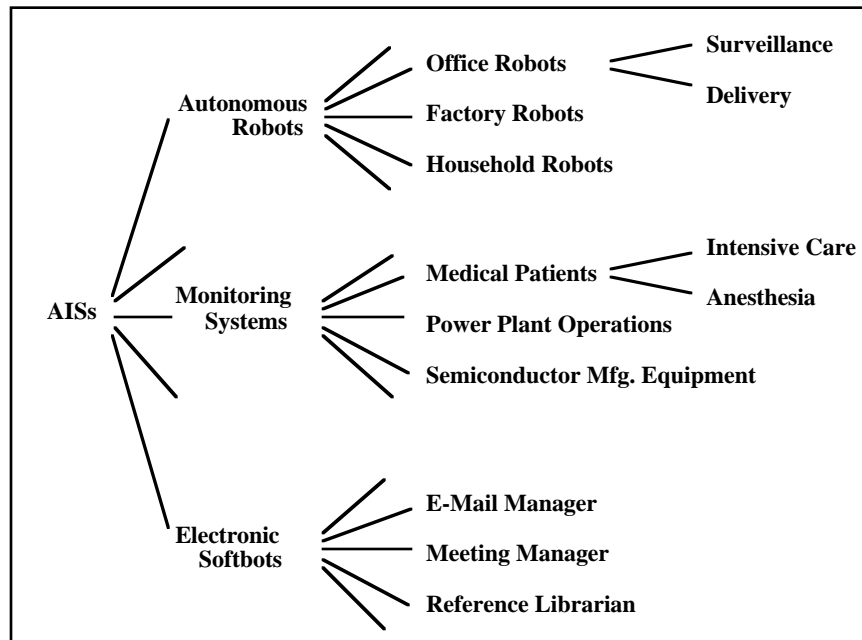 Surveillance
Office Robots
Delivery
Autonomous
Robots
Factory Robots
Household Robots
Intensive Care
Medical Patients
Anesthesia
AISs
Monitoring
Systems
Power Plant Operations
Semiconductor Mfg. Equipment
E-Mail Manager
Electronic
Softbots
Meeting Manager
Reference Librarian